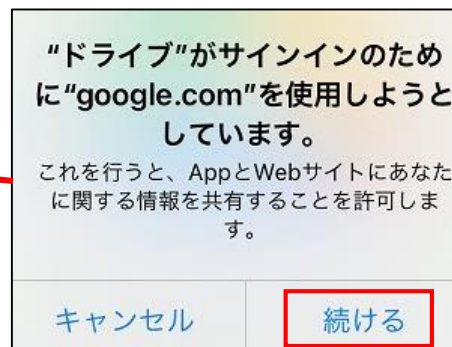 “ドライブ”がサインインのため
に“google.com”を使用しようと
しています。
これを行うと、AppとWebサイトにあなた
に関する情報を共有することを許可しま
す。
キャンセル 続ける